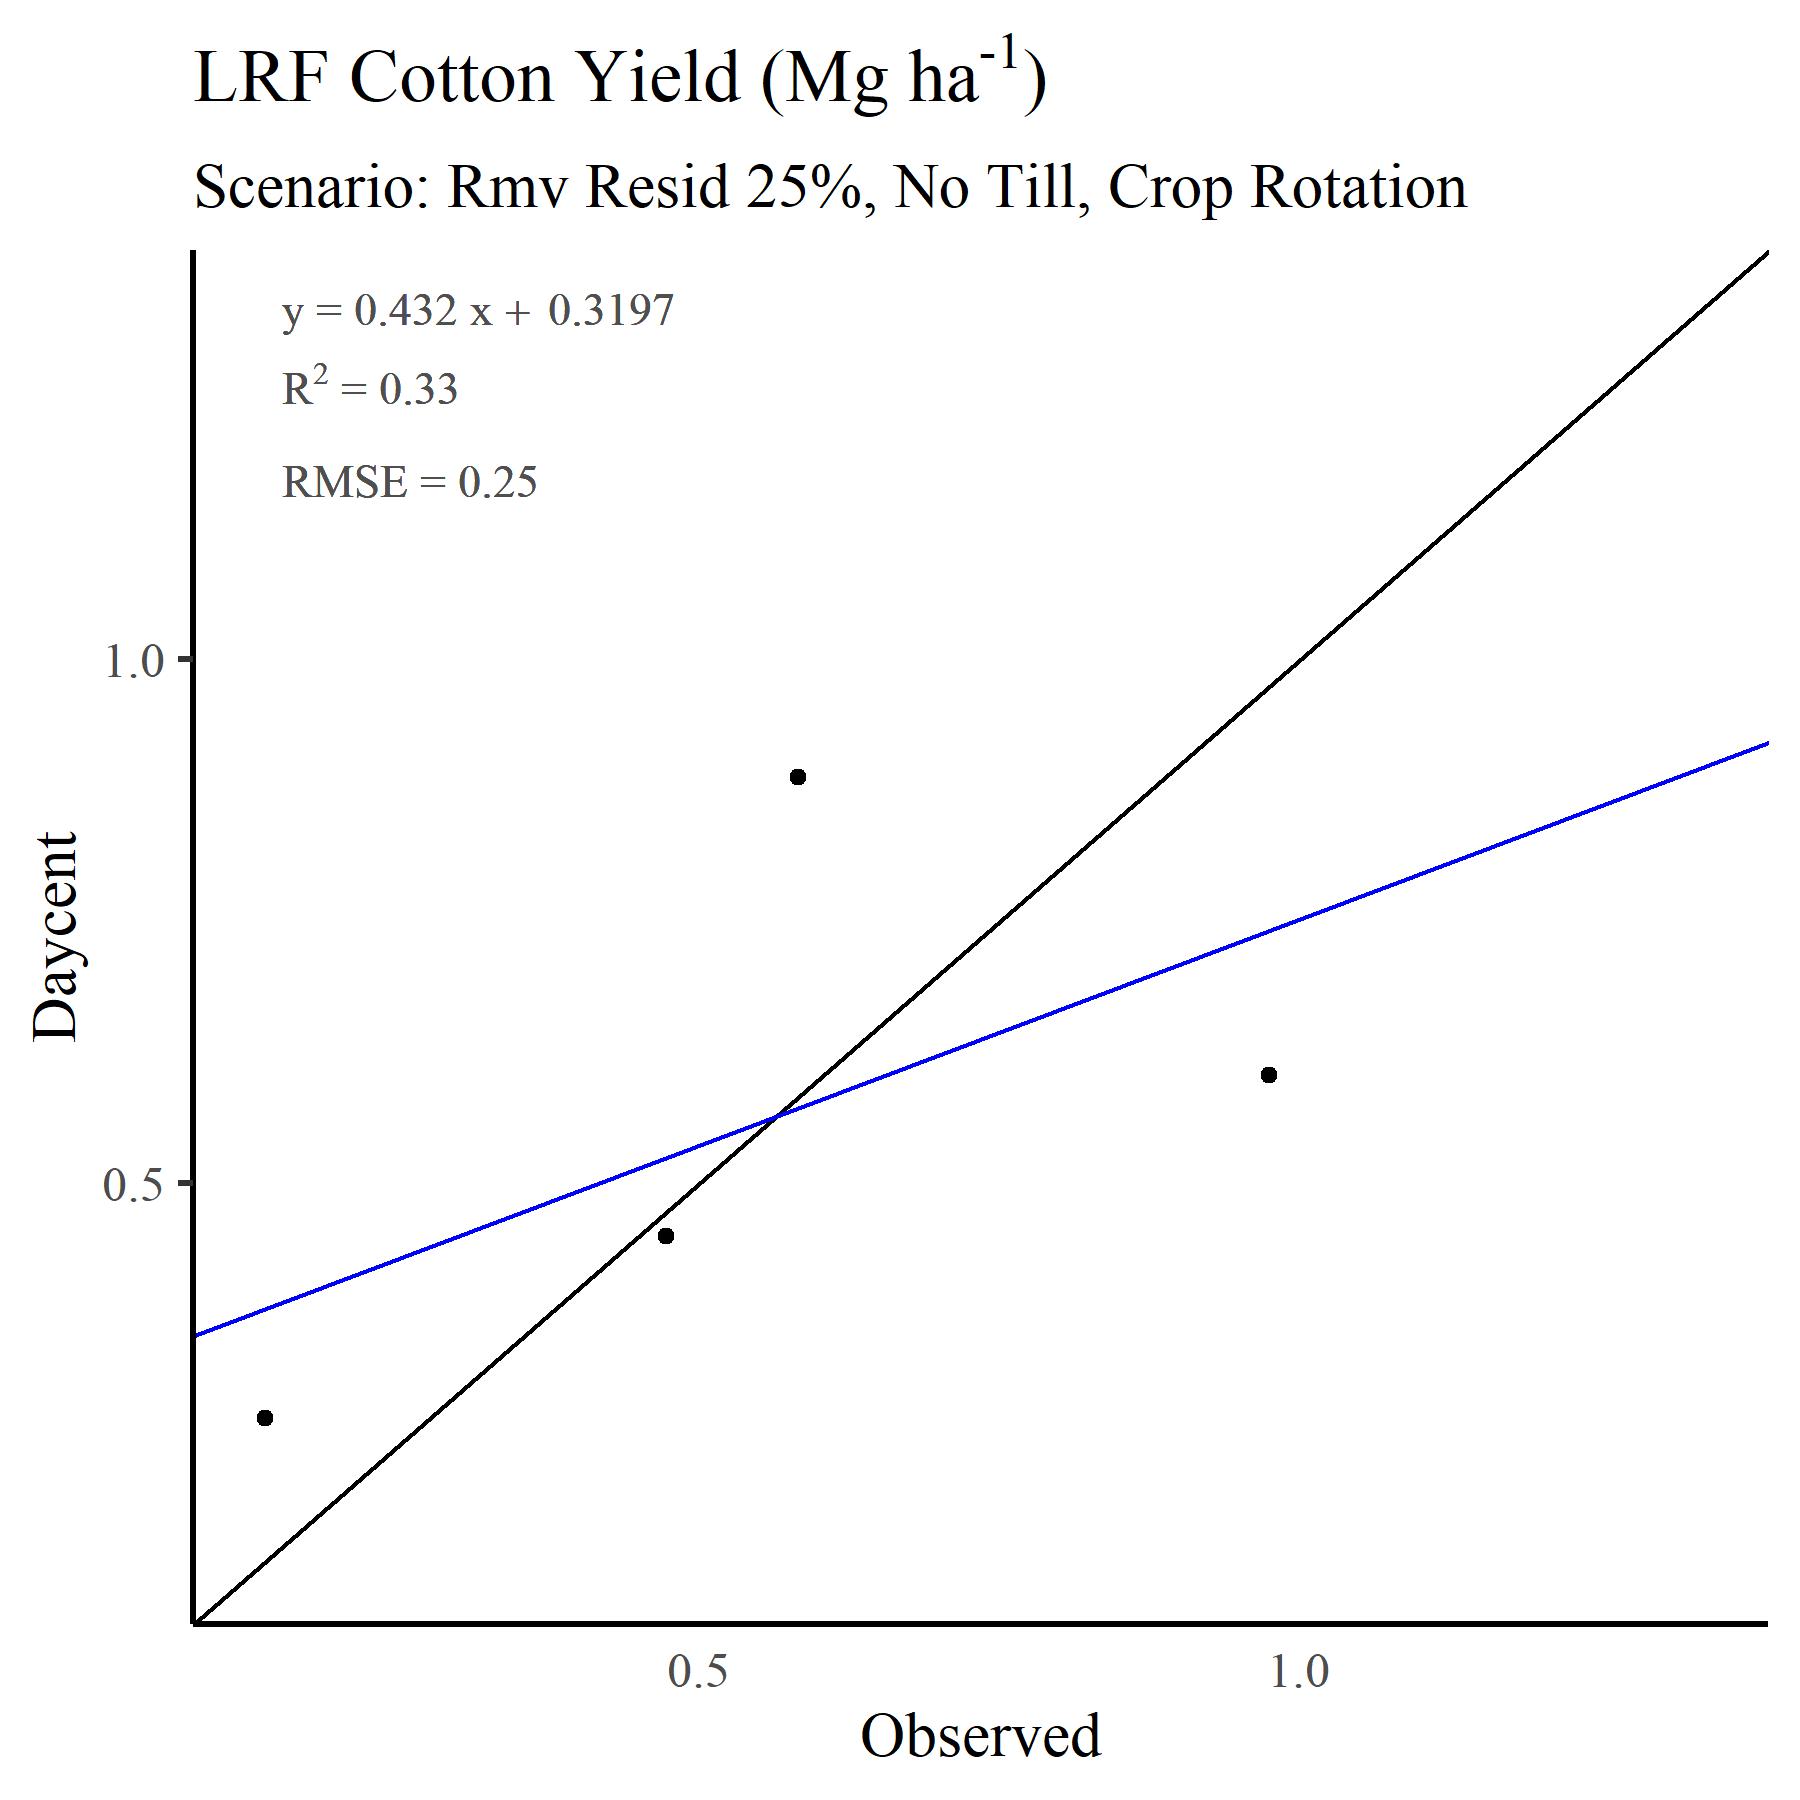 LRF Cotton Yield (Mg ha⁻¹)
Scenario: Rmv Resid 25%, No Till, Crop Rotation
y = 0.432 x + 0.3197
R² = 0.33
RMSE = 0.25
1.0
0.5
Daycent
0.5 1.0
Observed